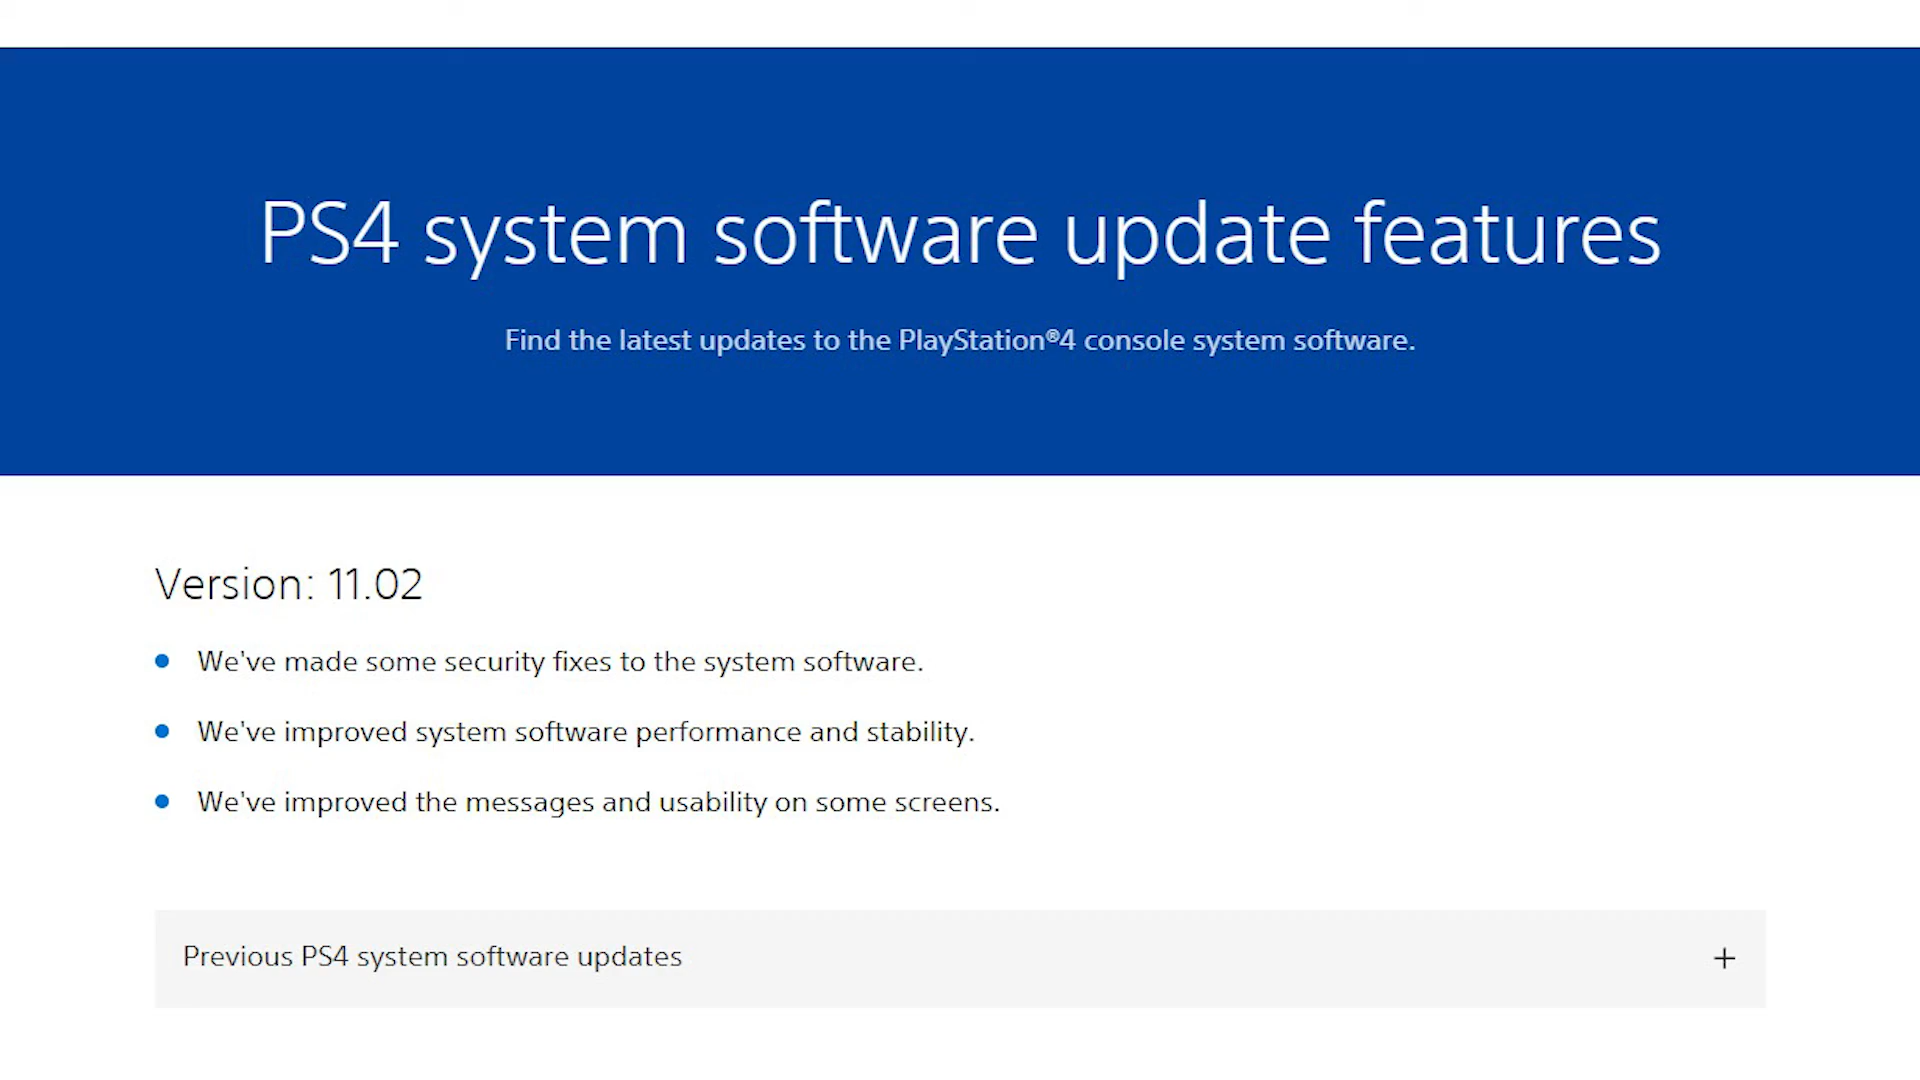 PS4 system software update features
Find the latest updates to the PlayStation®4 console system software.
Version: 11.02
We've made some security fixes to the system software.
We've improved system software performance and stability.
We've improved the messages and usability on some screens.
Previous PS4 system software updates